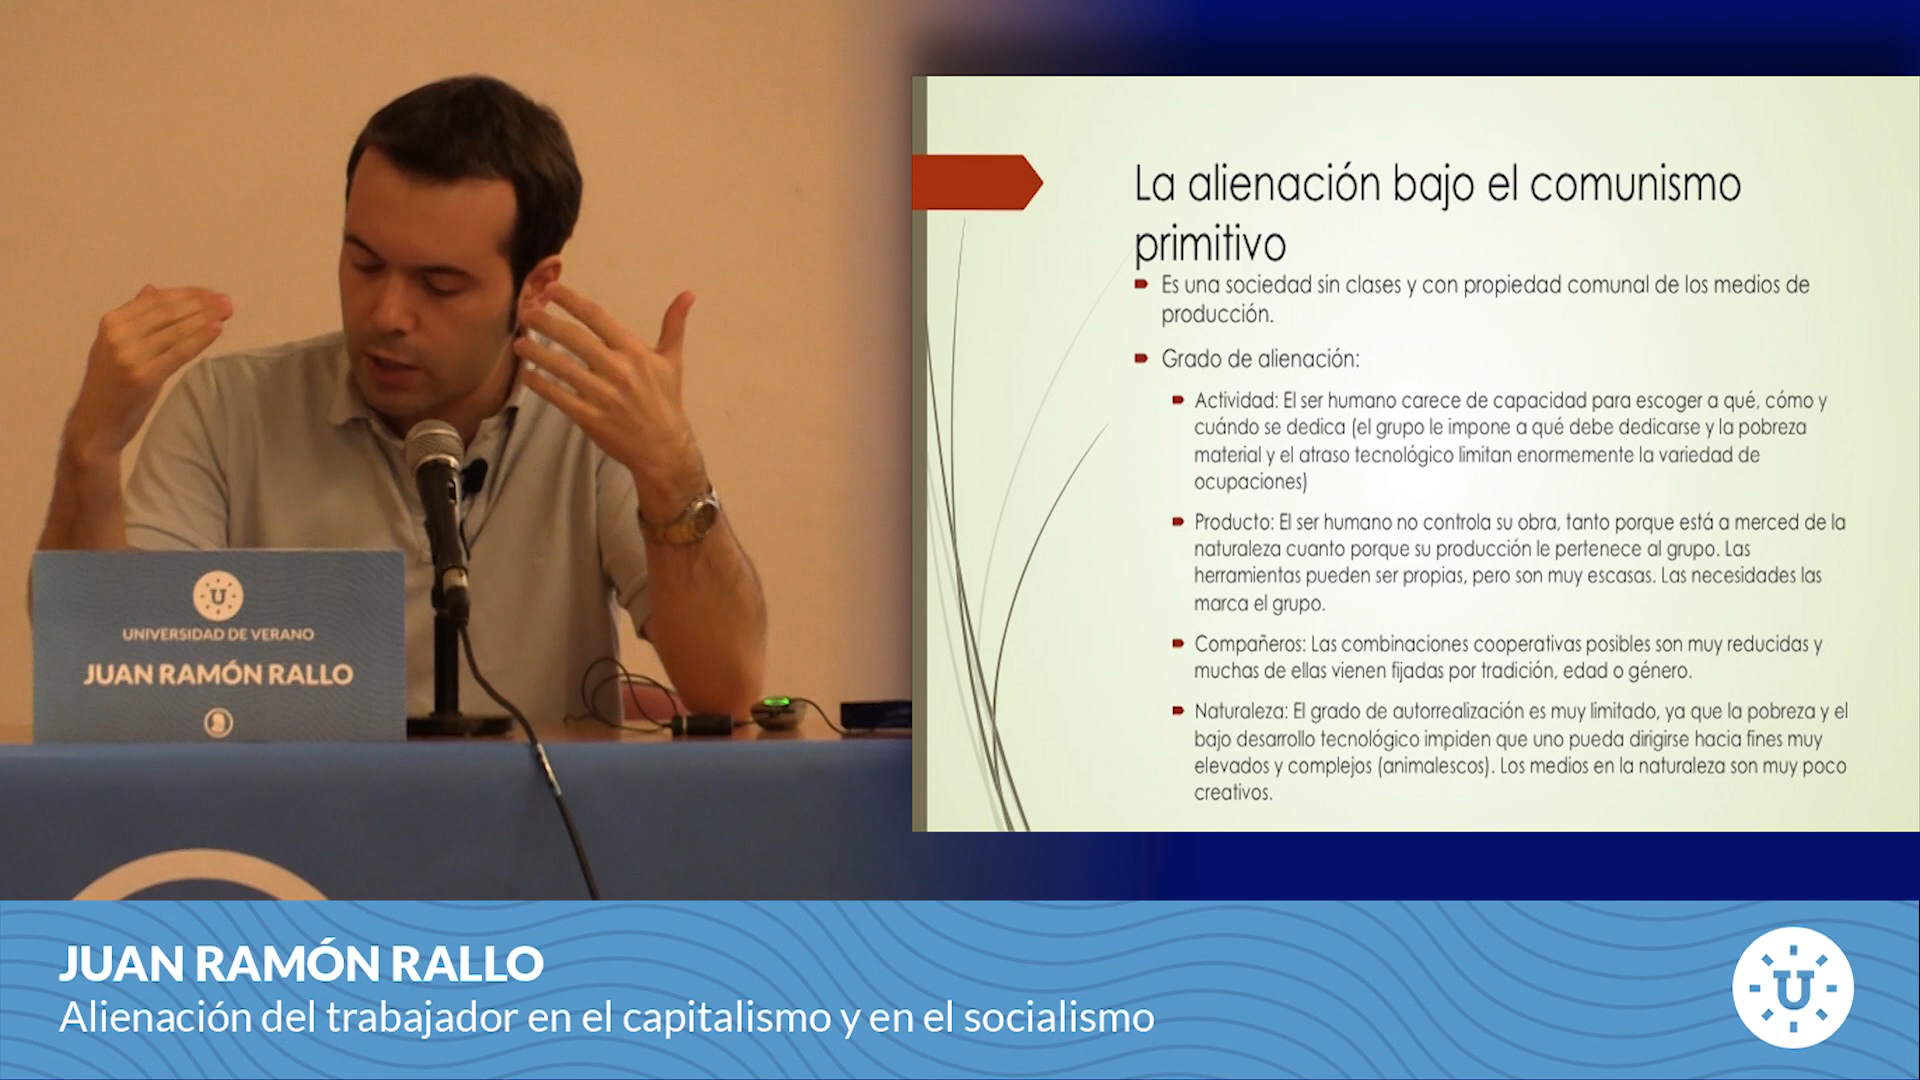 La alienación bajo el comunismo
primitivo
Es una sociedad sin clases y con propiedad comunal de los medios de
producción.
Grado de alienación:
Actividad: El ser humano carece de capacidad para escoger a qué, cómo y
cuándo se dedica (el grupo le impone a qué debe dedicarse y la pobreza
material y el atraso tecnológico limitan enormemente la variedad de
ocupaciones)
Producto: El ser humano no controla su obra, tanto porque está a merced de la
naturaleza cuanto porque su producción le pertenece al grupo. Las
herramientas pueden ser propias, pero son muy escasas. Las necesidades las
marca el grupo.
Compañeros: Las combinaciones cooperativas posibles son muy reducidas y
muchas de ellas vienen fijadas por tradición, edad o género.
Naturaleza: El grado de autorrealización es muy limitado, ya que la pobreza y el
bajo desarrollo tecnológico impiden que uno pueda dirigirse hacia fines muy
elevados y complejos (animalescos). Los medios en la naturaleza son muy poco
creativos.
U
UNIVERSIDAD DE VERANO
JUAN RAMÓN RALLO
JUAN RAMÓN RALLO
Alienación del trabajador en el capitalismo y en el socialismo
U